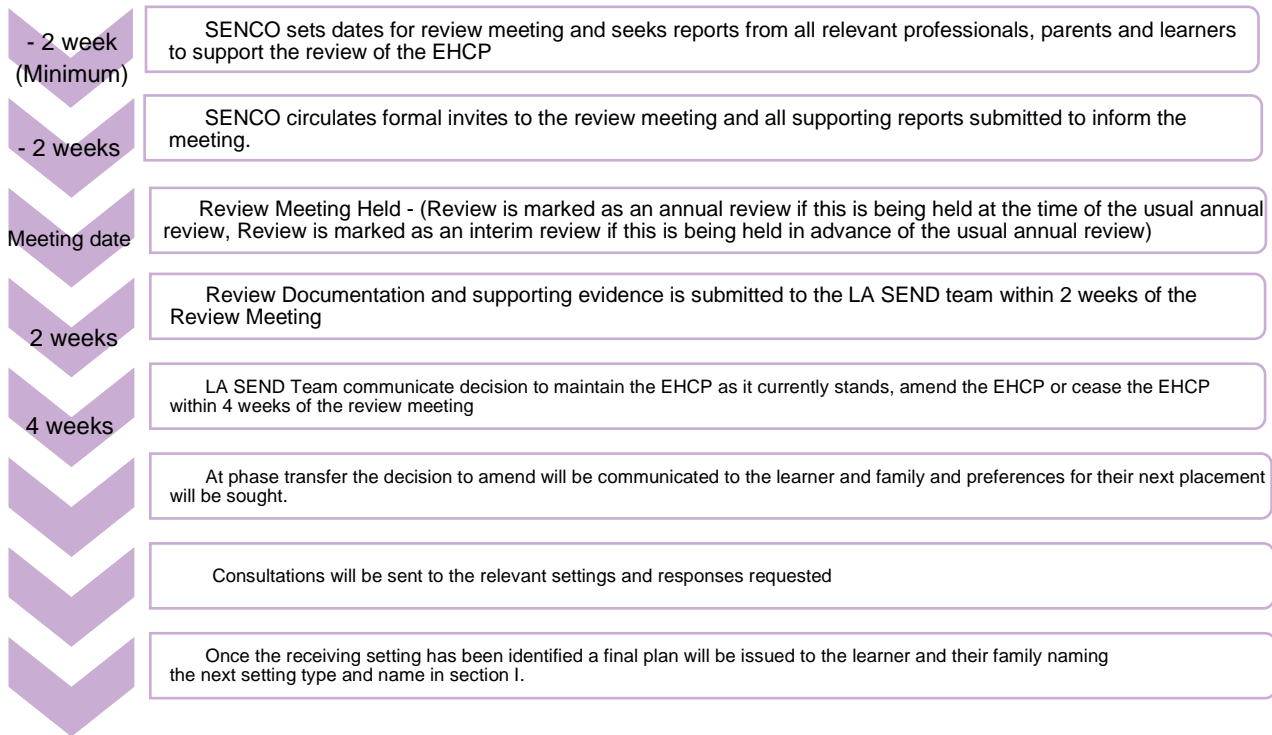 - 2 week
(Minimum)
SENCO sets dates for review meeting and seeks reports from all relevant professionals, parents and learners
to support the review of the EHCP
- 2 weeks
SENCO circulates formal invites to the review meeting and all supporting reports submitted to inform the
meeting.
Meeting date
Review Meeting Held - (Review is marked as an annual review if this is being held at the time of the usual annual
review, Review is marked as an interim review if this is being held in advance of the usual annual review)
2 weeks
Review Documentation and supporting evidence is submitted to the LA SEND team within 2 weeks of the
Review Meeting
4 weeks
LA SEND Team communicate decision to maintain the EHCP as it currently stands, amend the EHCP or cease the EHCP
within 4 weeks of the review meeting
At phase transfer the decision to amend will be communicated to the learner and family and preferences for their next placement
will be sought.
Consultations will be sent to the relevant settings and responses requested
Once the receiving setting has been identified a final plan will be issued to the learner and their family naming
the next setting type and name in section I.